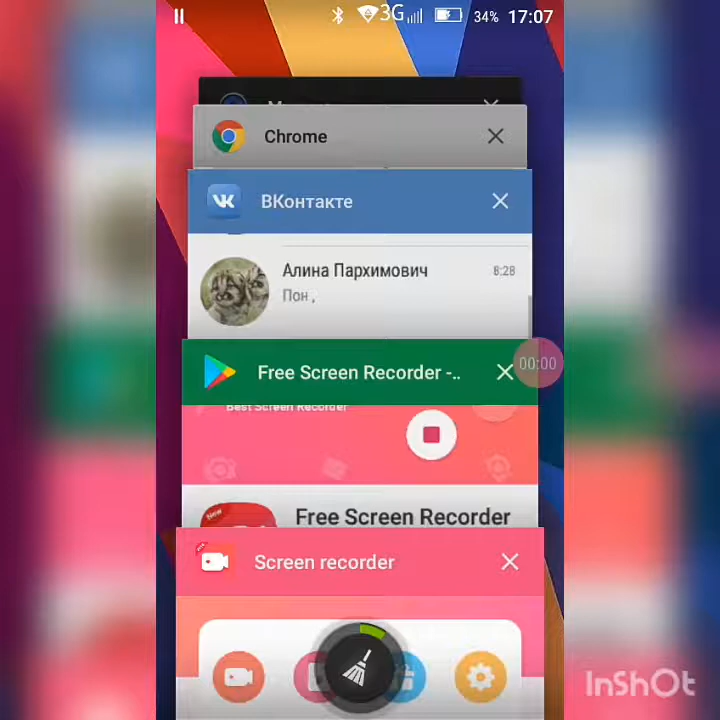 3G 34% 17:07
Chrome
ВКонтакте
Алина Пархимович 8:28
Пон ,
Free Screen Recorder -..
00:00
Best Screen Recorder
New
Free Screen Recorder
Screen recorder
InShOt